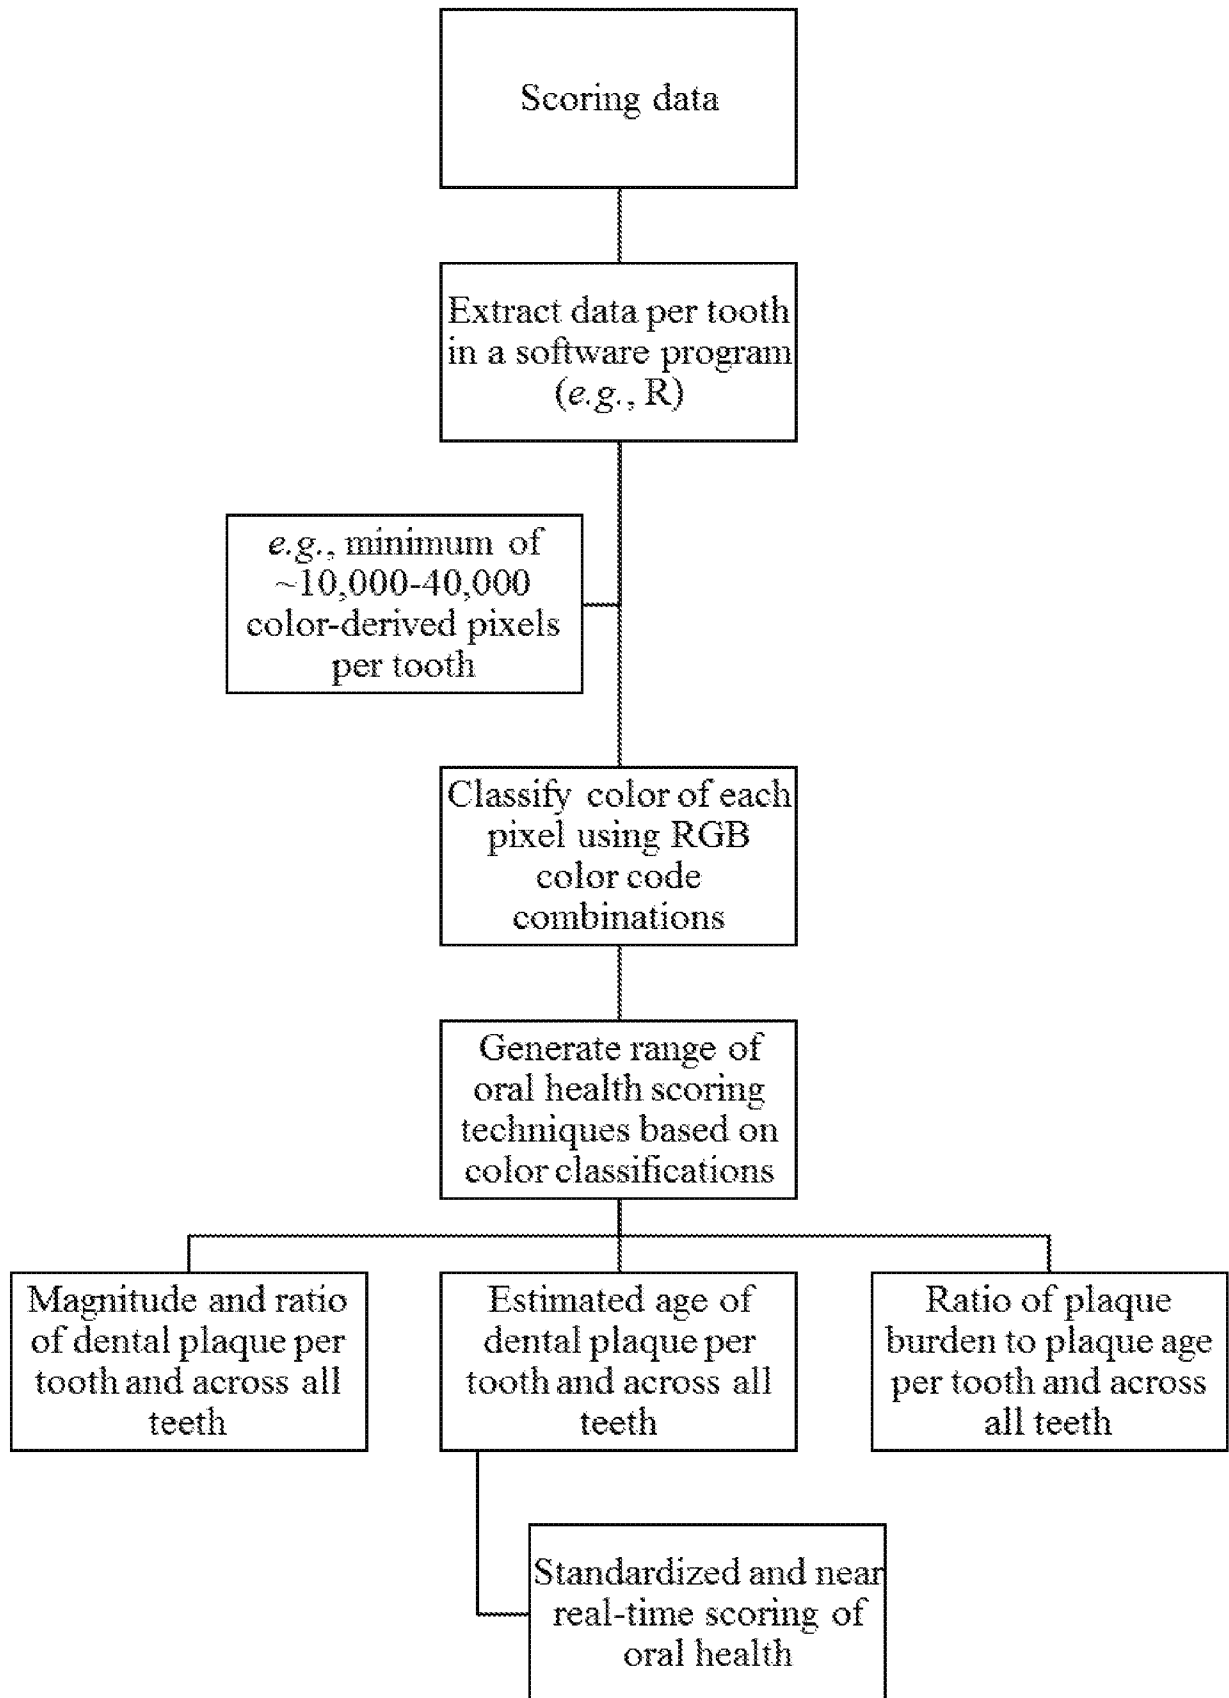 Scoring data
Extract data per tooth
in a software program
(e.g., R)
e.g., minimum of
~10,000-40,000
color-derived pixels
per tooth
Classify color of each
pixel using RGB
color code
combinations
Generate range of
oral health scoring
techniques based on
color classifications
Magnitude and ratio
of dental plaque per
tooth and across all
teeth
Estimated age of
dental plaque per
tooth and across all
teeth
Ratio of plaque
burden to plaque age
per tooth and across
all teeth
Standardized and near
real-time scoring of
oral health